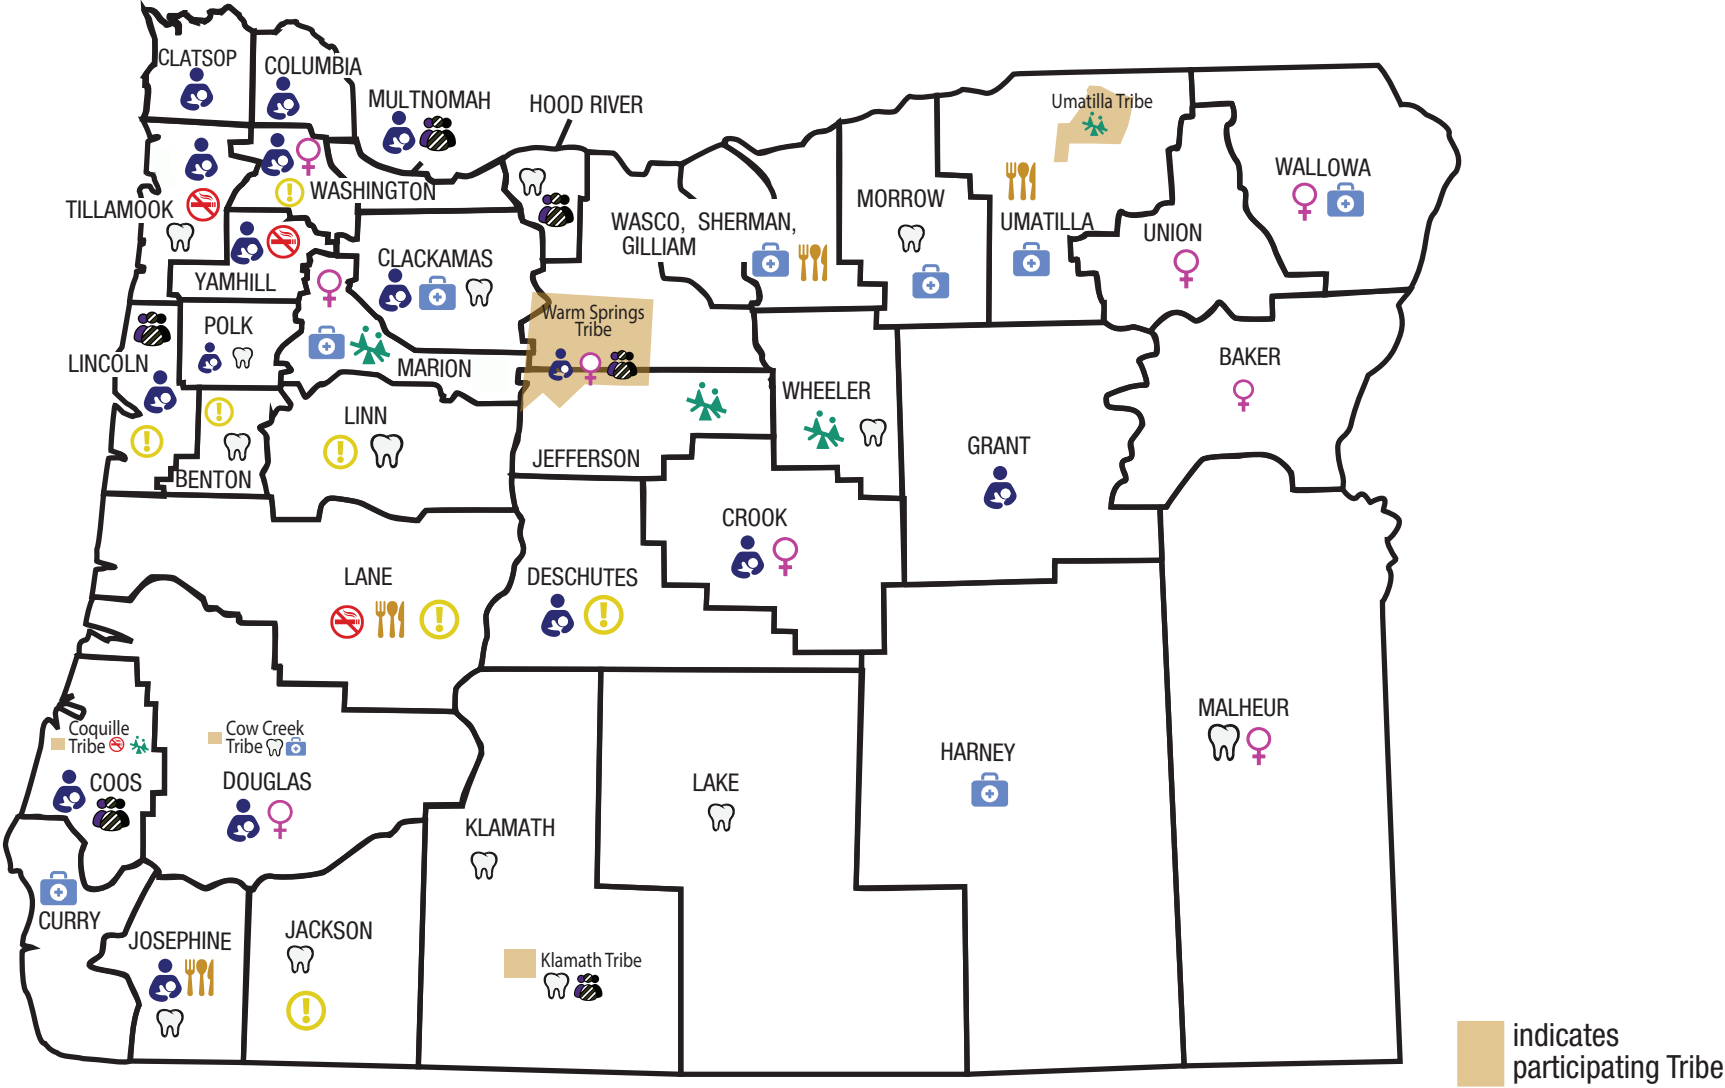 CLATSOP
COLUMBIA
MULTNOMAH
HOOD RIVER
Umatilla Tribe
WALLOWA
WASHINGTON
TILLAMOOK
MORROW
WASCO, SHERMAN,
GILLIAM
UMATILLA
UNION
CLACKAMAS
YAMHILL
Warm Springs
Tribe
POLK
LINCOLN
MARION
BAKER
WHEELER
LINN
GRANT
JEFFERSON
BENTON
CROOK
LANE
DESCHUTES
MALHEUR
Coquille
Tribe
Cow Creek
Tribe
HARNEY
COOS
DOUGLAS
LAKE
KLAMATH
CURRY
JOSEPHINE
JACKSON
Klamath Tribe
indicates
participating Tribe